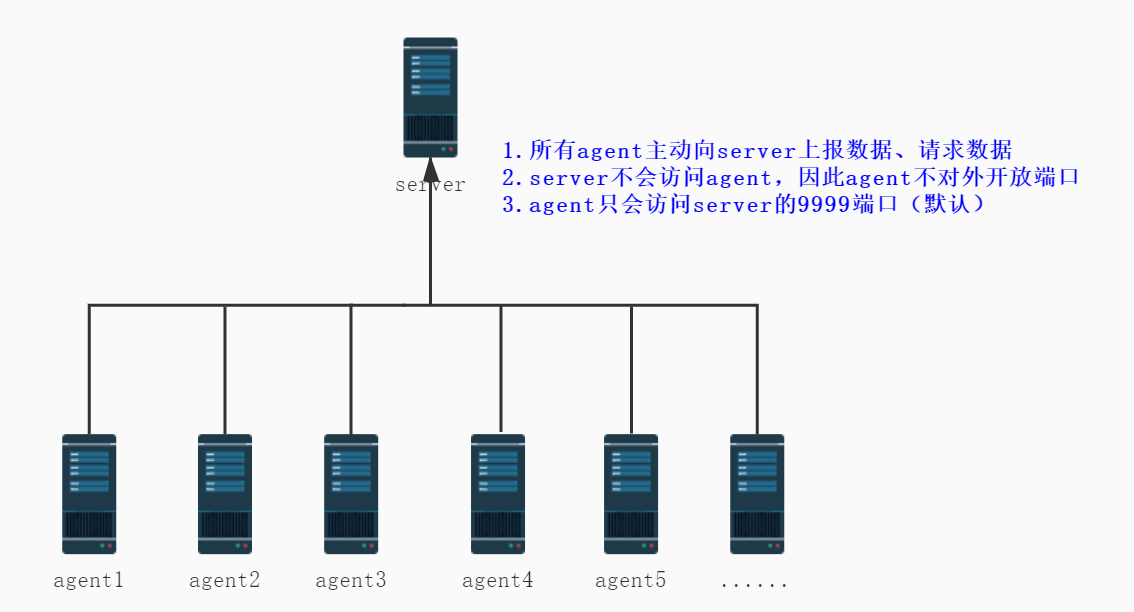 server
1.所有agent主动向server上报数据、请求数据
2.server不会访问agent，因此agent不对外开放端口
3.agent只会访问server的9999端口（默认）
agent1 agent2 agent3 agent4 agent5 ......